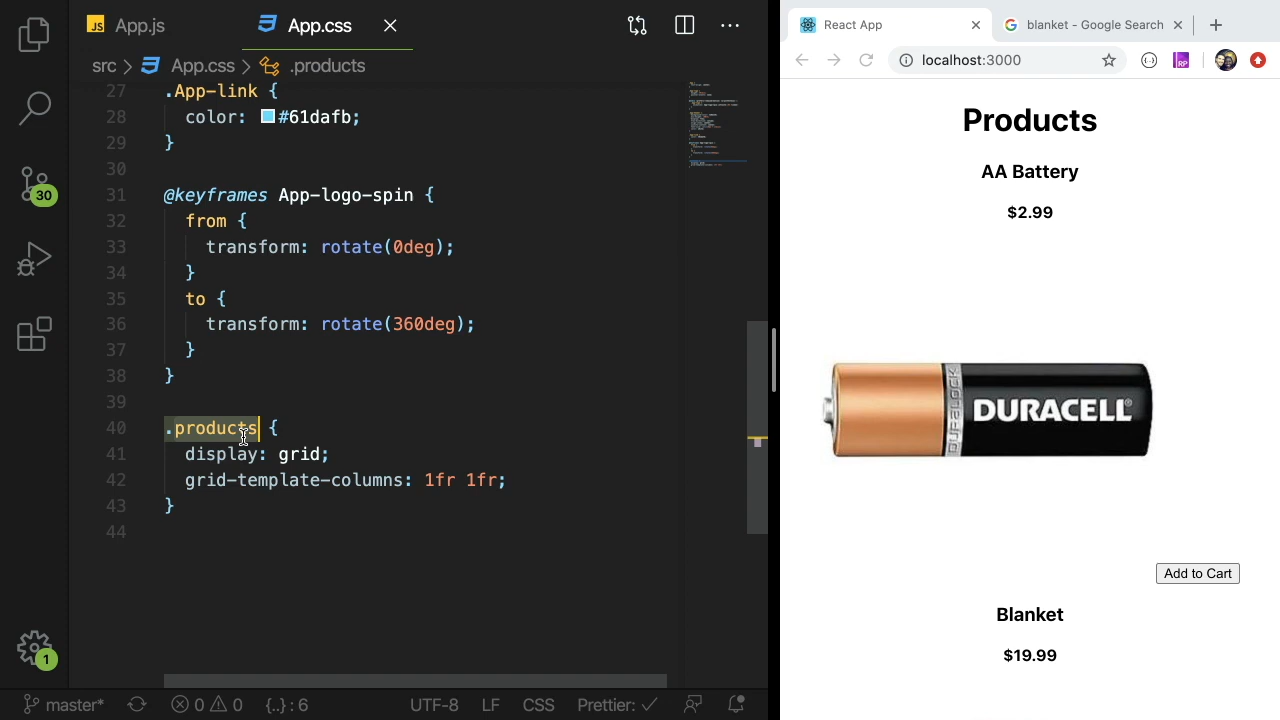 JS App.js
App.css
src > App.css > .products
27 .App-link {
28 color: #61dafb;
29 }
30
31 @keyframes App-logo-spin {
32 from {
33 transform: rotate(0deg);
34 }
35 to {
36 transform: rotate(360deg);
37 }
38 }
39
40 .products {
41 display: grid;
42 grid-template-columns: 1fr 1fr;
43 }
44
30
1
master* 0 0 {..} : 6 UTF-8 LF CSS Prettier: ✓
React App
blanket - Google Search
localhost:3000
RP
Products
AA Battery
$2.99
DURALOCK
DURACELL®
Add to Cart
Blanket
$19.99